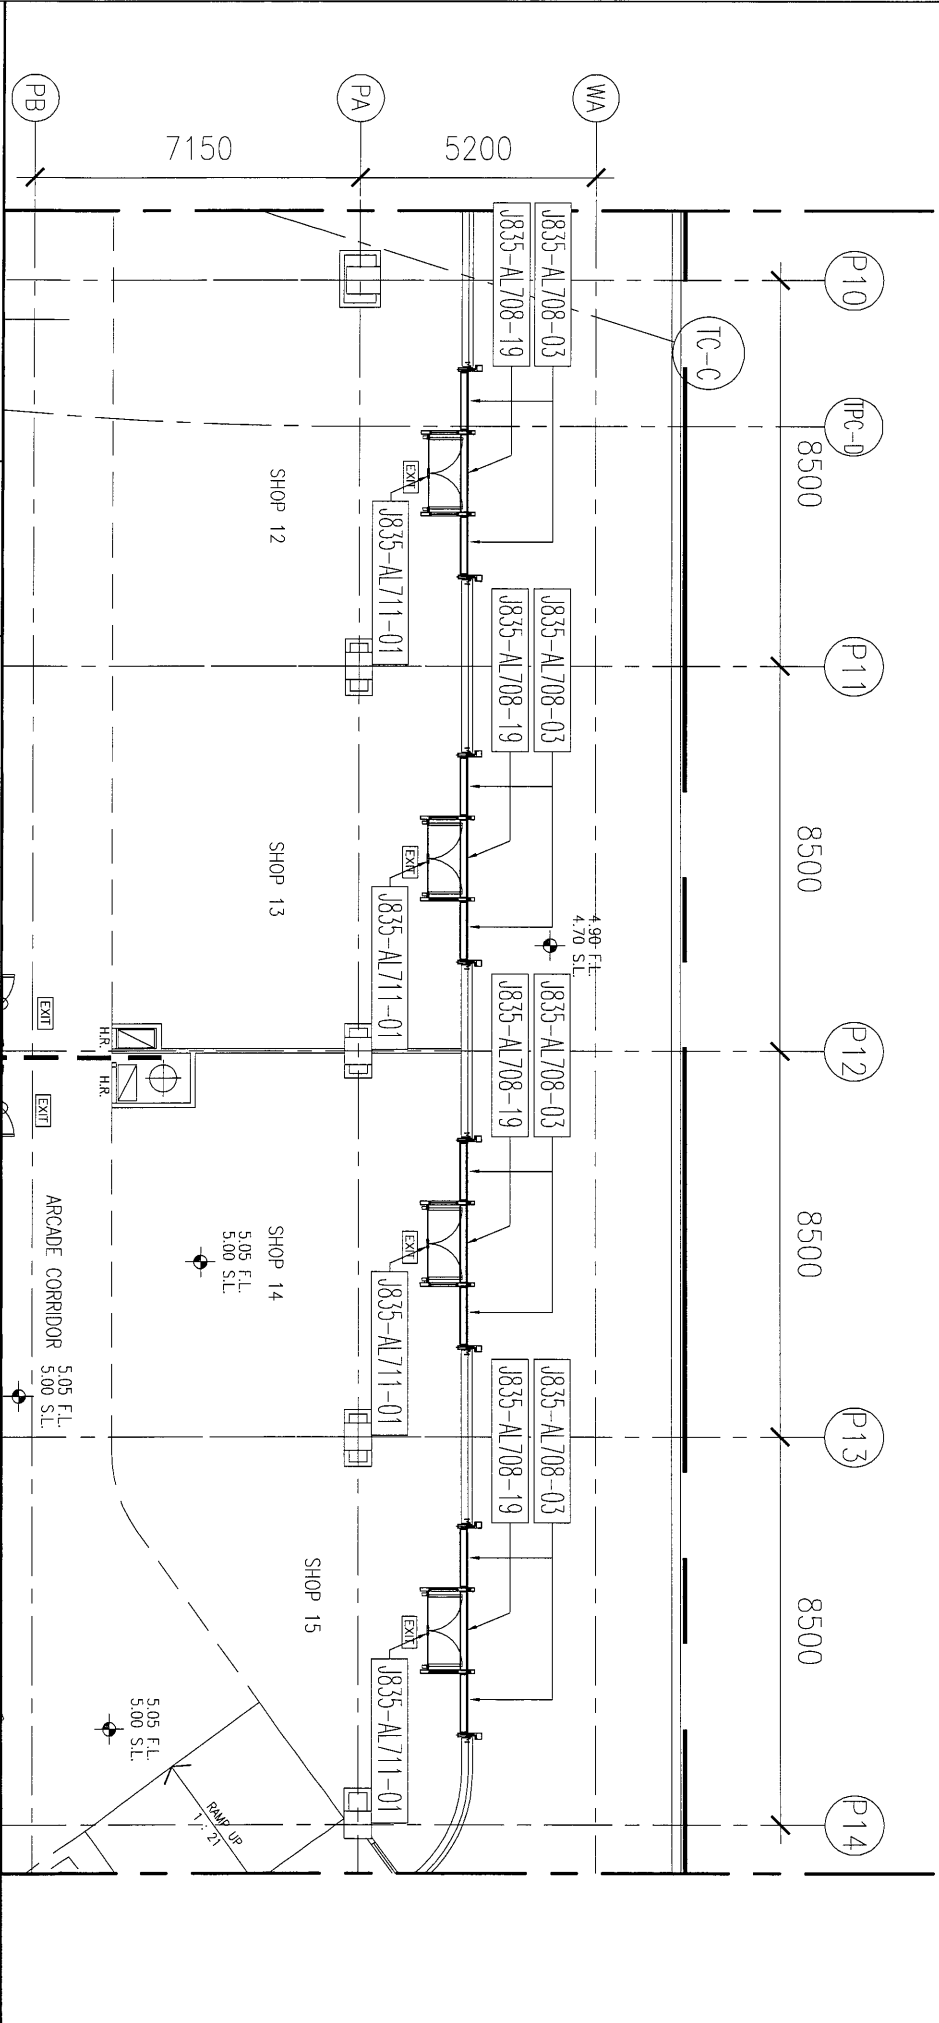 PB
PA
WA
7150
5200
P10
TC-C
TPC-D
8500
P11
8500
P12
8500
P13
8500
P14
J835-AL708-03
J835-AL708-19
EXIT
J835-AL711-01
SHOP 12
J835-AL708-03
J835-AL708-19
EXIT
J835-AL711-01
SHOP 13
4.90 F.L.
4.70 S.L.
J835-AL708-03
J835-AL708-19
EXIT
J835-AL711-01
SHOP 14
5.05 F.L.
5.00 S.L.
J835-AL708-03
J835-AL708-19
EXIT
J835-AL711-01
SHOP 15
H.R.
H.R.
EXIT
EXIT
ARCADE CORRIDOR
5.05 F.L.
5.00 S.L.
5.05 F.L.
5.00 S.L.
RAMP UP
1 : 21